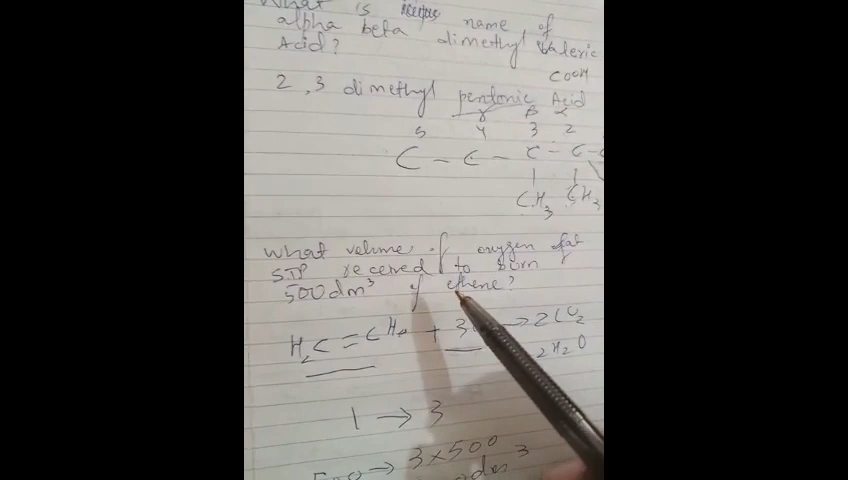 What is name of
alpha beta dimethyl valeric
Acid?
COOH
2,3 dimethyl pentonic Acid
γ β α
5 4 3 2
C - C - C - C - C
CH3 CH3
What volume of oxygen at
STP received to burn
500dm³ of ethene?
H2C = CH2 + 3 → 2CO2
2H2O
1 → 3
500 → 3×500
dm³